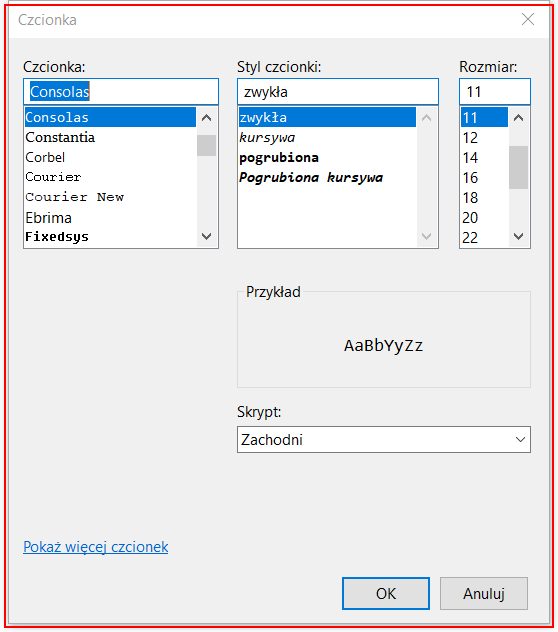 Czcionka
Czcionka:
Consolas
Consolas
Constantia
Corbel
Courier
Courier New
Ebrima
Fixedsys
Styl czcionki:
zwykła
zwykła
kursywa
pogrubiona
Pogrubiona kursywa
Rozmiar:
11
11
12
14
16
18
20
22
Przykład
AaBbYyZz
Skrypt:
Zachodni
Pokaż więcej czcionek
OK
Anuluj